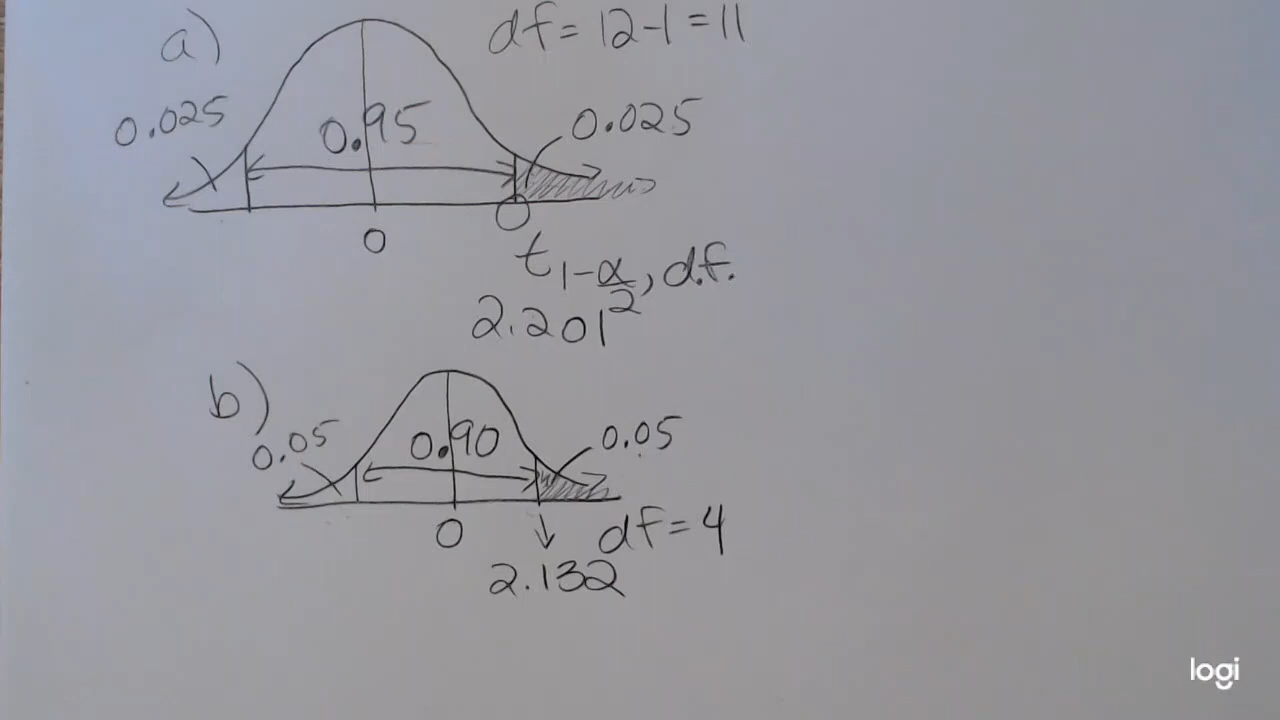 a) df = 12-1 = 11
0.025 0.95 0.025
0
t1-α/2, d.f.
2.201
b)
0.05 0.90 0.05
0 df = 4
2.132
logi